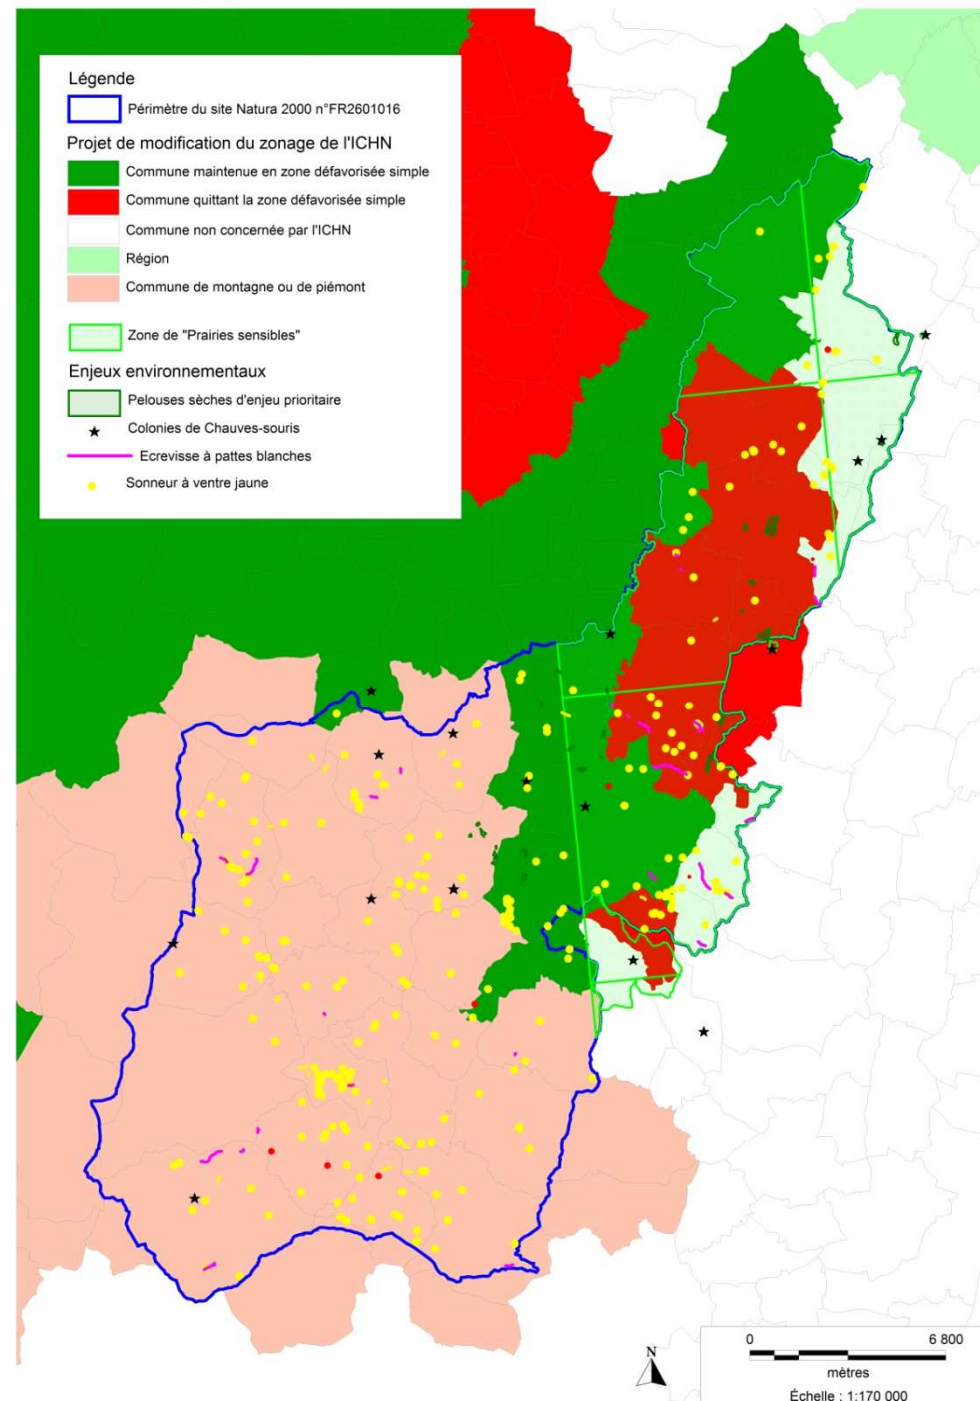 Légende
Périmètre du site Natura 2000 n°FR2601016
Projet de modification du zonage de l'ICHN
Commune maintenue en zone défavorisée simple
Commune quittant la zone défavorisée simple
Commune non concernée par l'ICHN
Région
Commune de montagne ou de piémont
Zone de "Prairies sensibles"
Enjeux environnementaux
Pelouses sèches d'enjeu prioritaire
Colonies de Chauves-souris
Ecrevisse à pattes blanches
Sonneur à ventre jaune
N
0 6 800
mètres
Échelle : 1:170 000